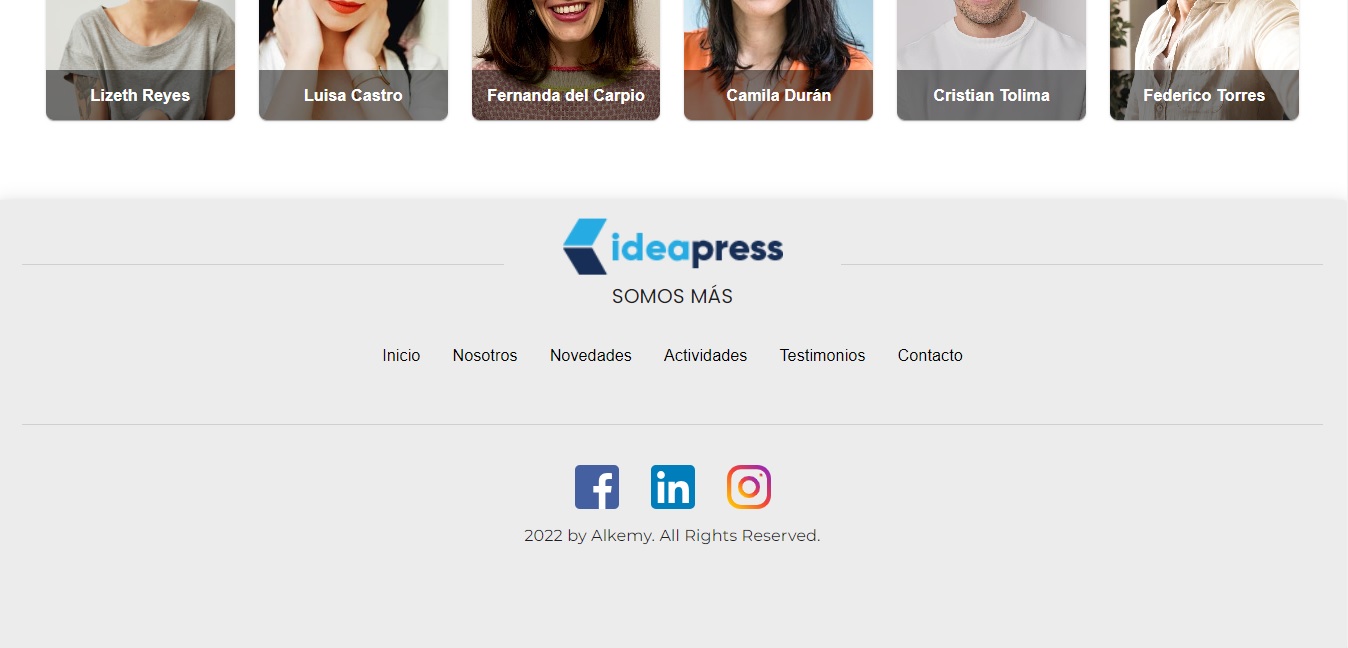 Lizeth Reyes Luisa Castro Fernanda del Carpio Camila Durán Cristian Tolima Federico Torres
ideapress
SOMOS MÁS
Inicio Nosotros Novedades Actividades Testimonios Contacto
in
2022 by Alkemy. All Rights Reserved.